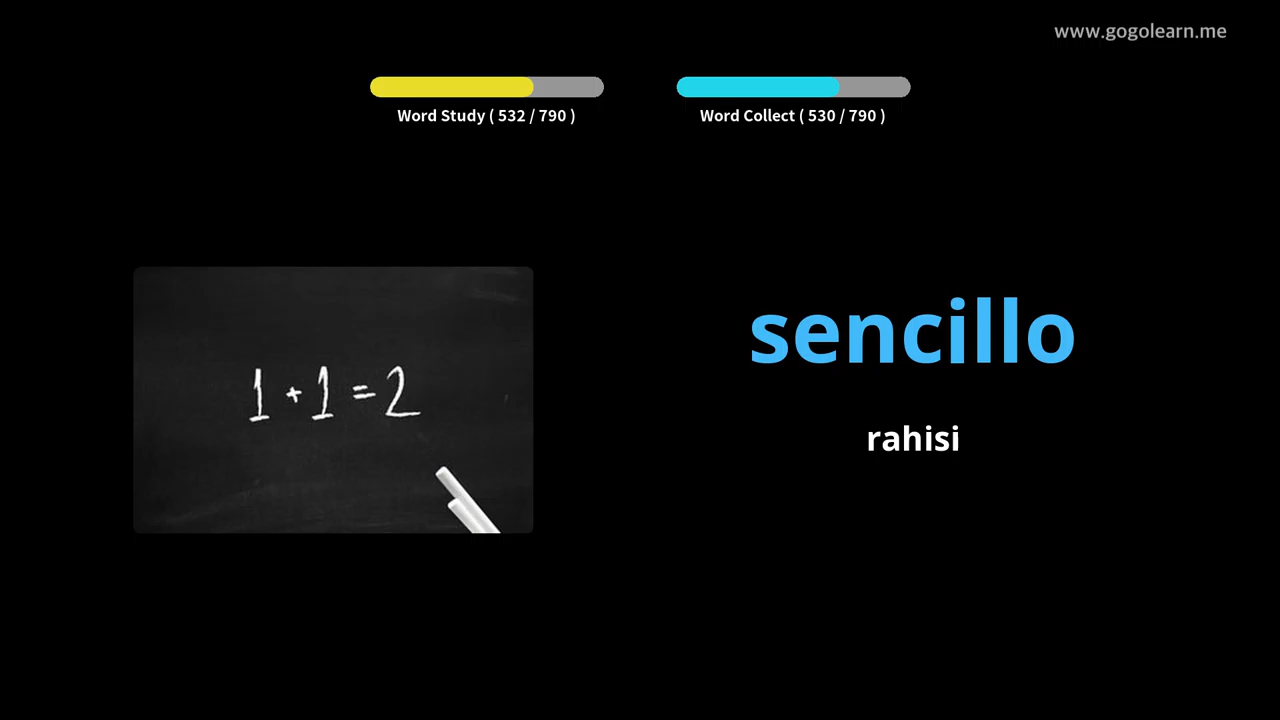 www.gogolearn.me
Word Study ( 532 / 790 )
Word Collect ( 530 / 790 )
1 + 1 = 2
sencillo
rahisi